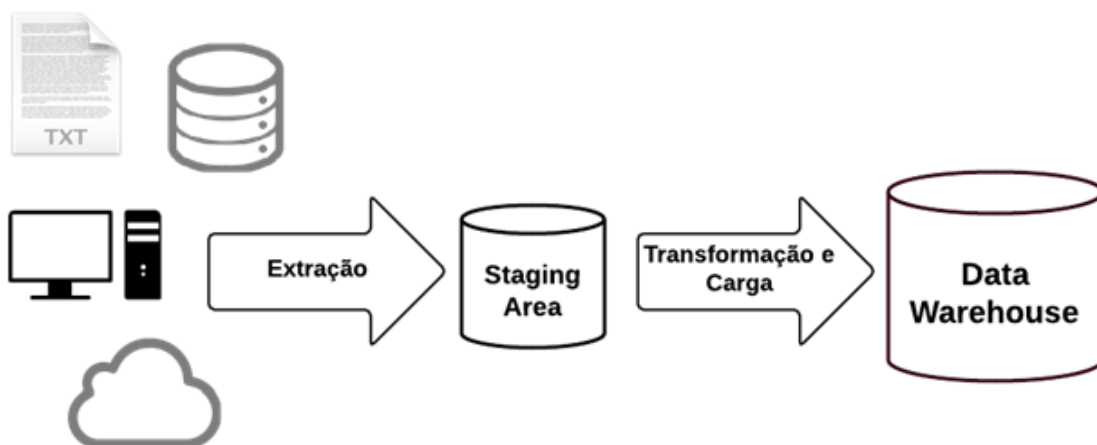 TXT
Extração
Staging
Area
Transformação e
Carga
Data
Warehouse